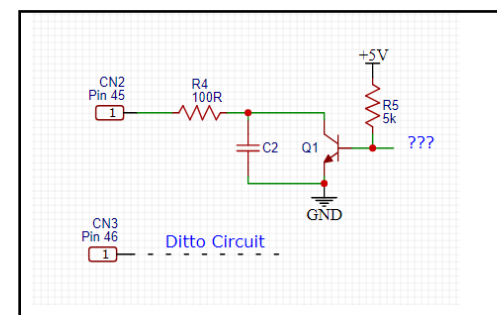 +5V
CN2
Pin 45
1
R4
100R
R5
5k
C2
Q1
???
GND
CN3
Pin 46
1
Ditto Circuit